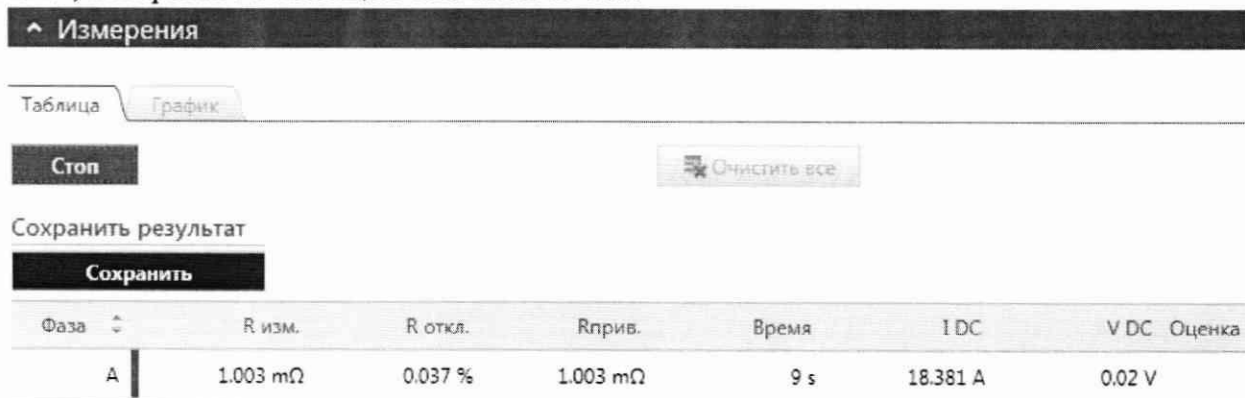 Измерения
Таблица График
Стоп Очистить все
Сохранить результат
Сохранить
Фаза R изм. R откл. Rприв. Время I DC V DC Оценка
A 1.003 mΩ 0.037 % 1.003 mΩ 9 s 18.381 A 0.02 V